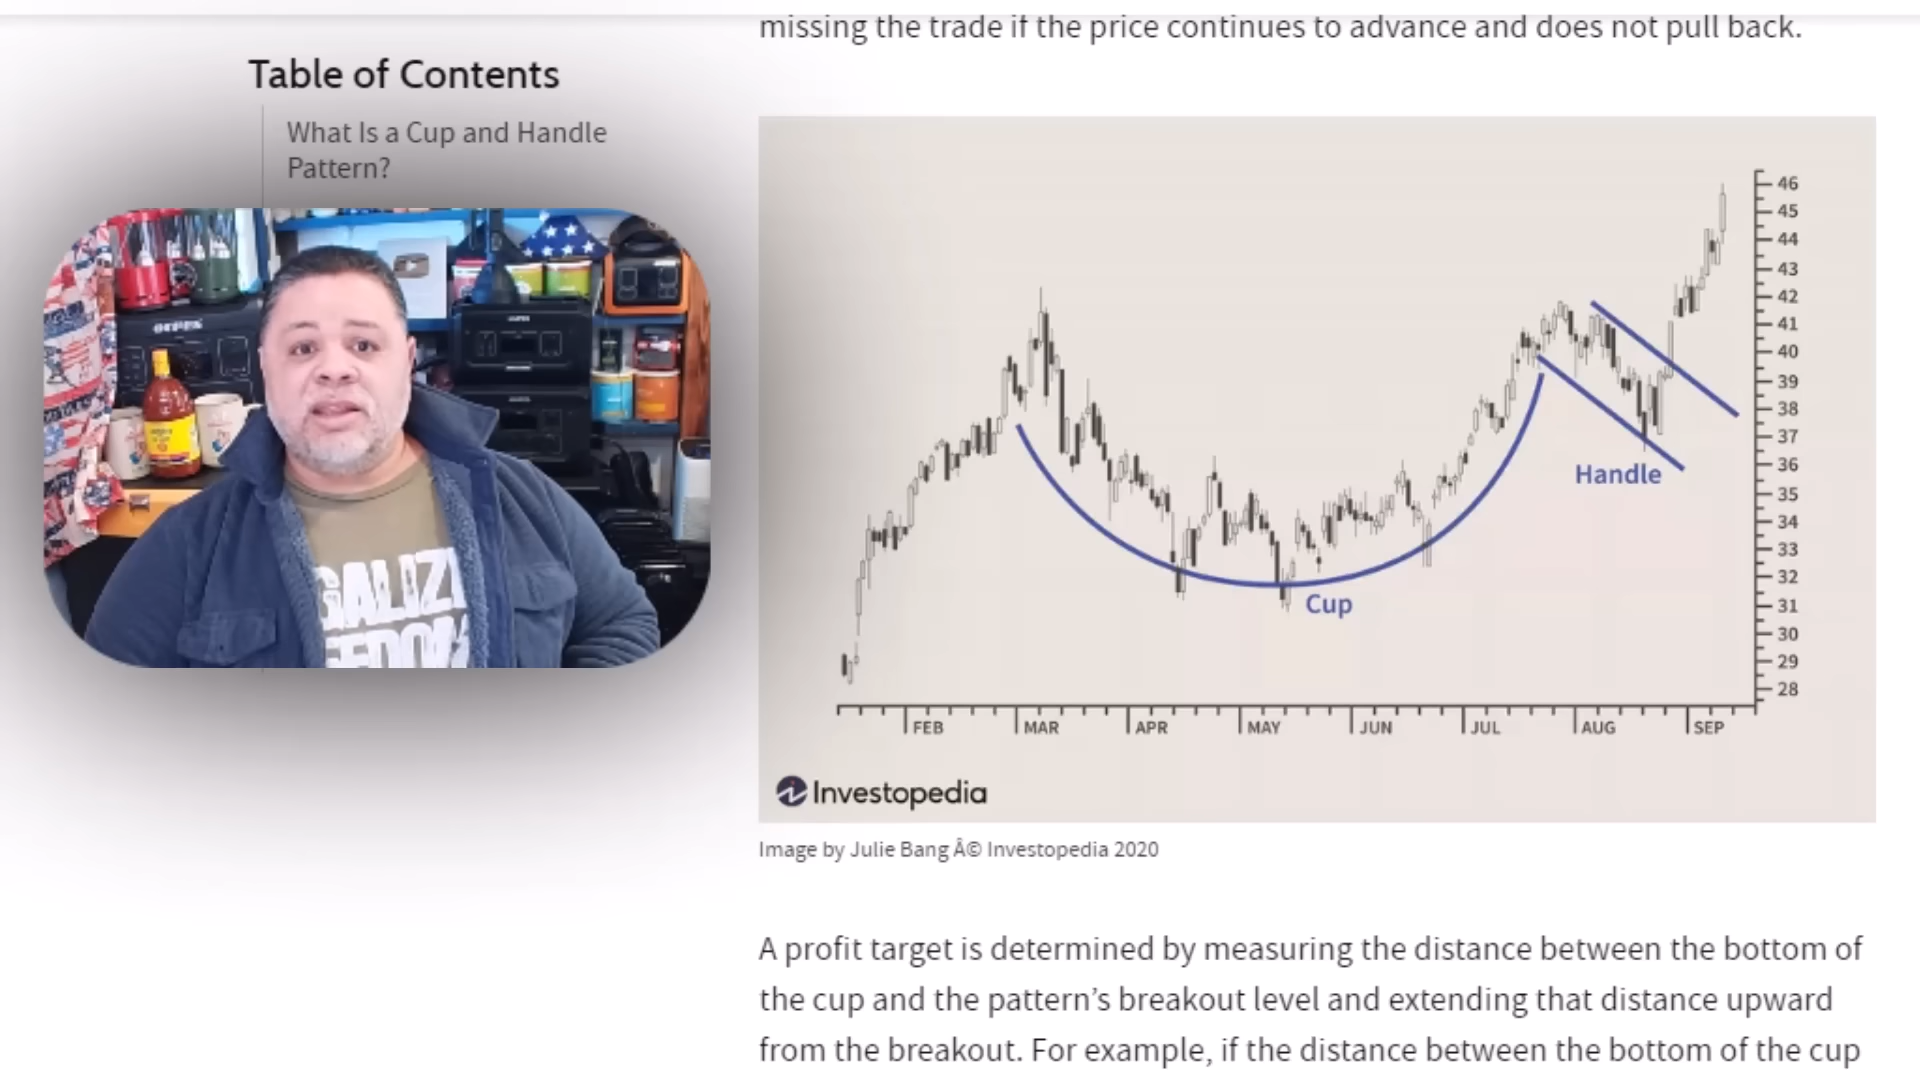 missing the trade if the price continues to advance and does not pull back.
Table of Contents
What Is a Cup and Handle
Pattern?
GALIZE
EEDOM
46
45
44
43
42
41
40
39
38
37
36
35
34
33
32
31
30
29
28
Handle
Cup
FEB
MAR
APR
MAY
JUN
JUL
AUG
SEP
Investopedia
Image by Julie Bang Â© Investopedia 2020
A profit target is determined by measuring the distance between the bottom of
the cup and the pattern’s breakout level and extending that distance upward
from the breakout. For example, if the distance between the bottom of the cup